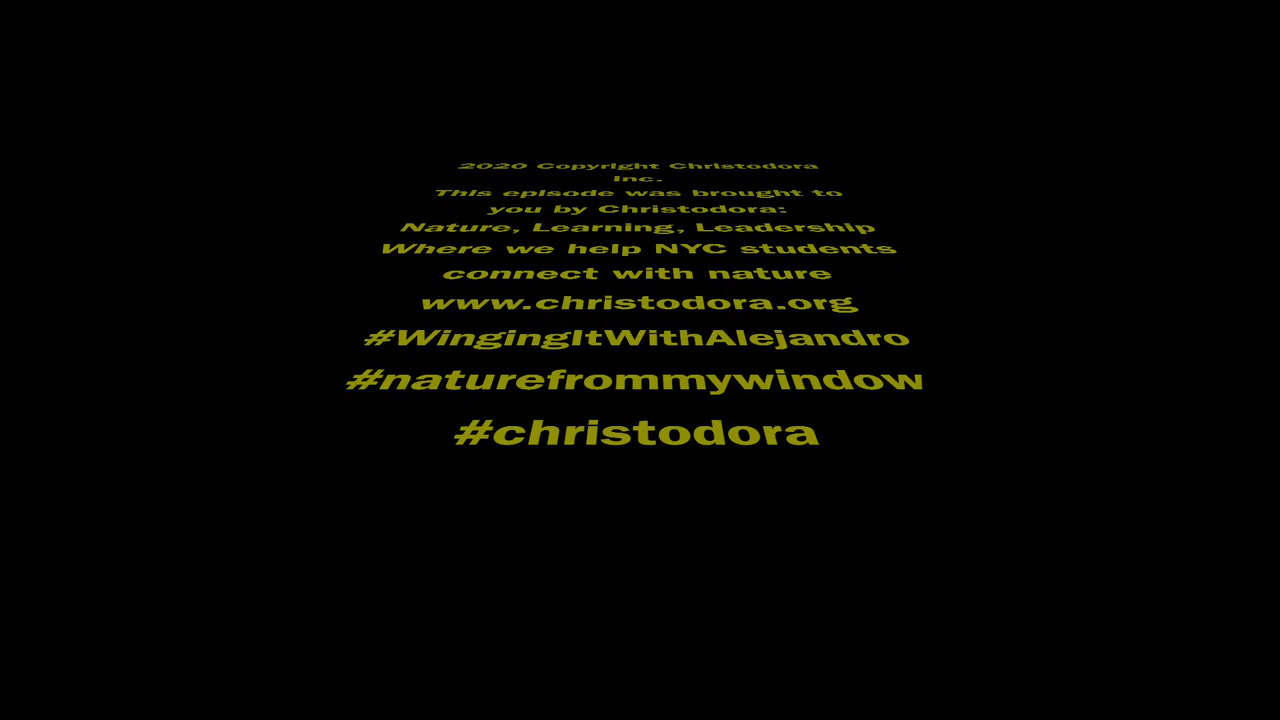 2020 Copyright Christodora
Inc.
This episode was brought to
you by Christodora:
Nature, Learning, Leadership
Where we help NYC students
connect with nature
www.christodora.org
#WingingItWithAlejandro
#naturefrommywindow
#christodora